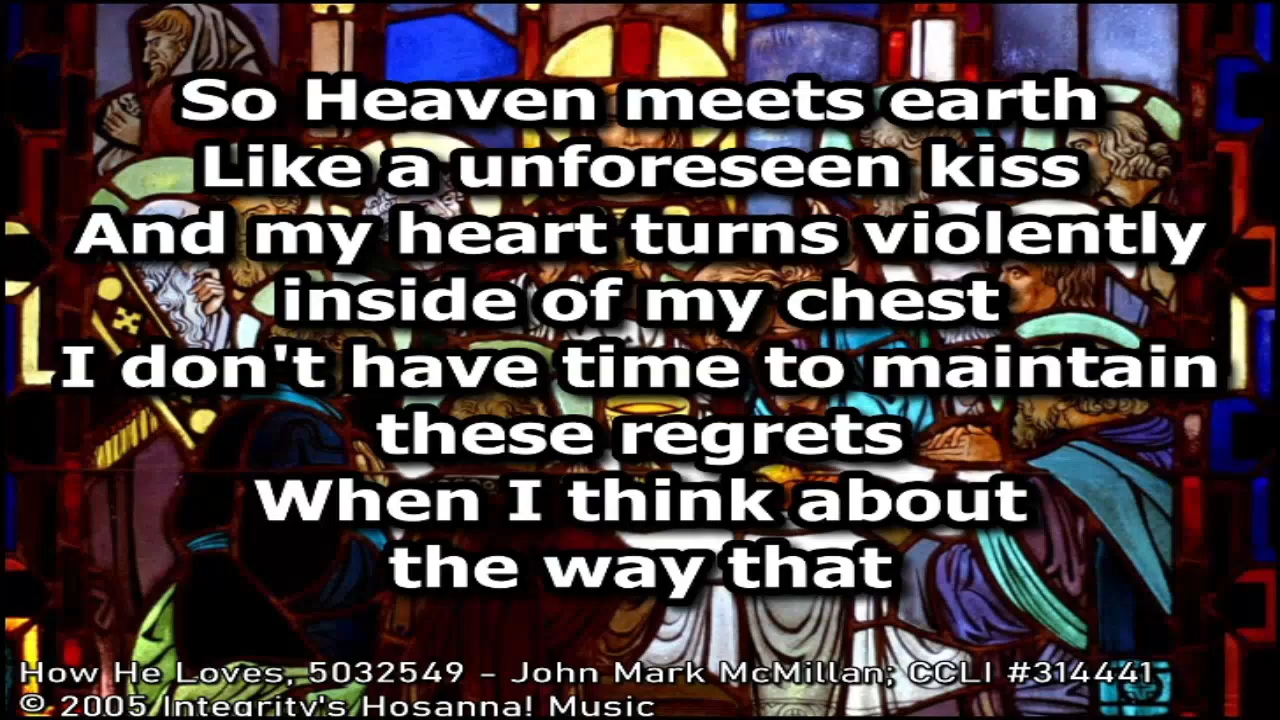 So Heaven meets earth
Like a unforeseen kiss
And my heart turns violently
inside of my chest
I don't have time to maintain
these regrets
When I think about
the way that
How He Loves, 5032549 – John Mark McMillan; CCLI #314441
© 2005 Integrity's Hosanna! Music